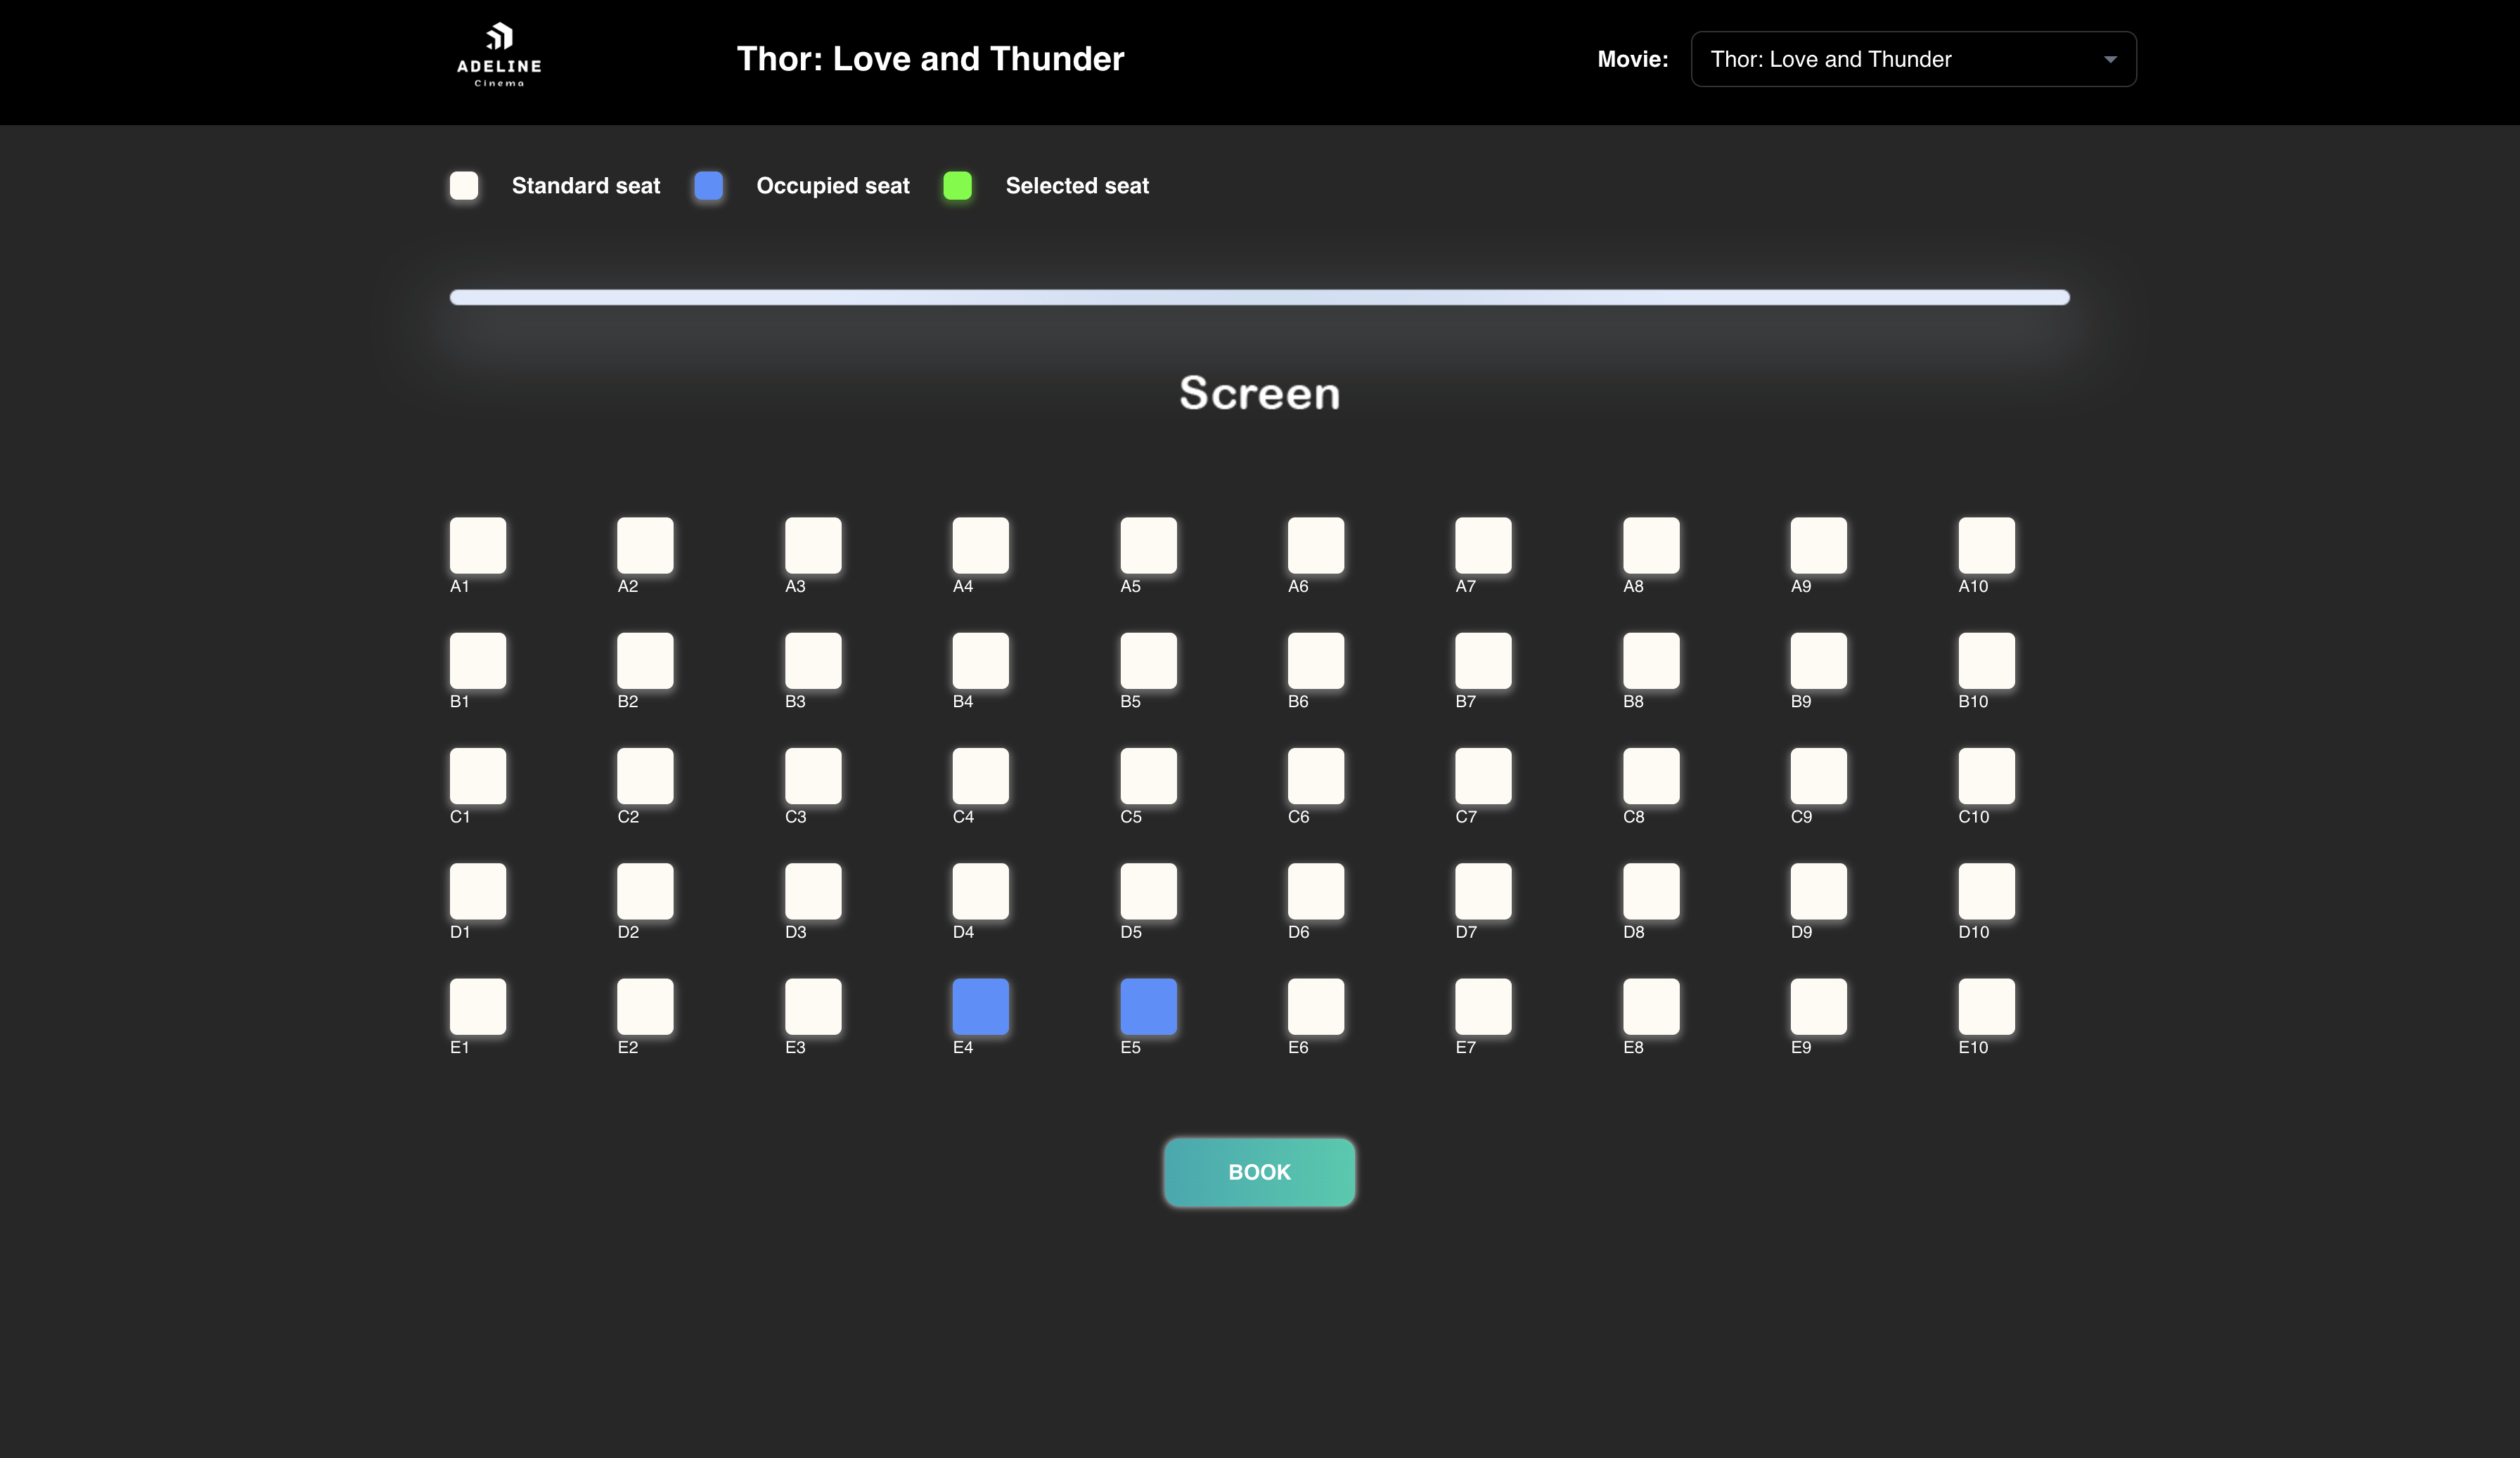 ADELINE
Cinema
Thor: Love and Thunder
Movie: Thor: Love and Thunder
Standard seat Occupied seat Selected seat
Screen
A1 A2 A3 A4 A5 A6 A7 A8 A9 A10
B1 B2 B3 B4 B5 B6 B7 B8 B9 B10
C1 C2 C3 C4 C5 C6 C7 C8 C9 C10
D1 D2 D3 D4 D5 D6 D7 D8 D9 D10
E1 E2 E3 E4 E5 E6 E7 E8 E9 E10
BOOK